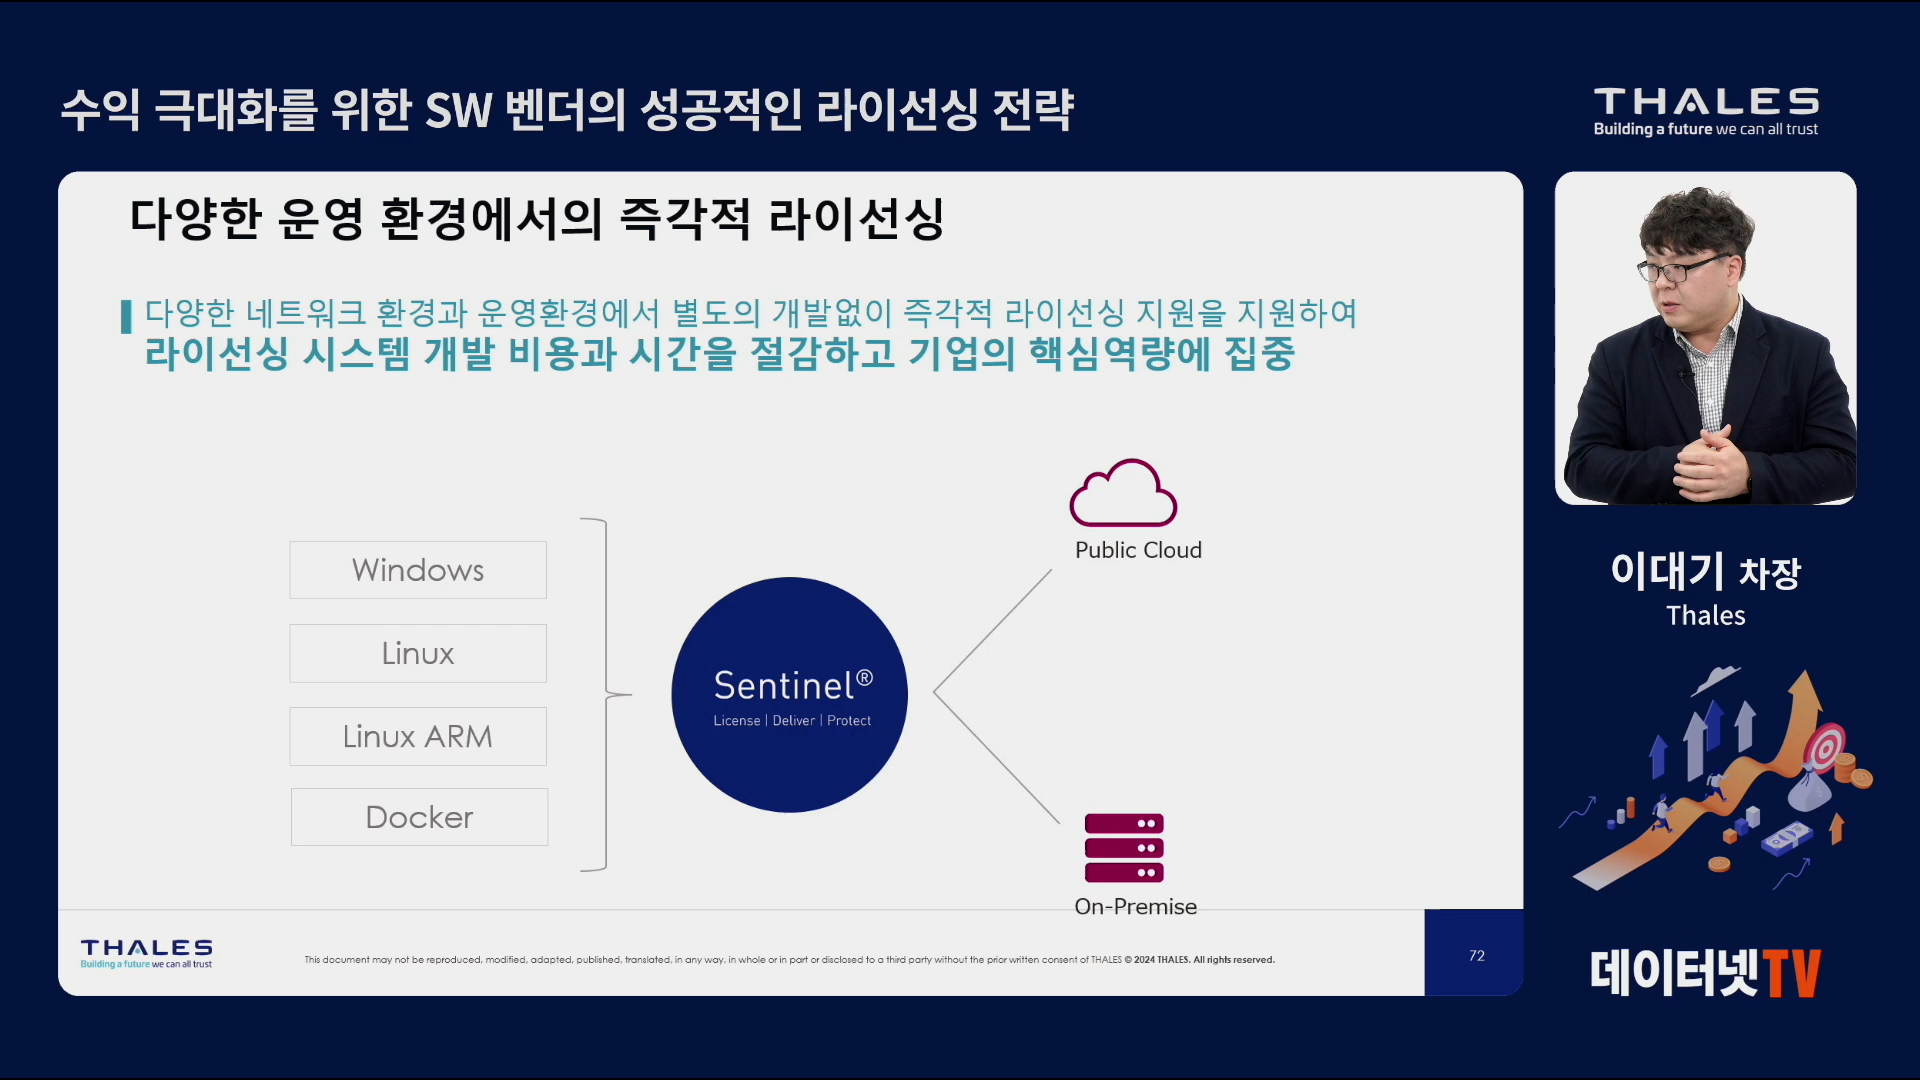 수익 극대화를 위한 SW 벤더의 성공적인 라이선싱 전략
THALES
Building a future we can all trust
다양한 운영 환경에서의 즉각적 라이선싱
다양한 네트워크 환경과 운영환경에서 별도의 개발없이 즉각적 라이선싱 지원을 지원하여
라이선싱 시스템 개발 비용과 시간을 절감하고 기업의 핵심역량에 집중
Windows
Linux
Linux ARM
Docker
Sentinel®
License | Deliver | Protect
Public Cloud
On-Premise
THALES
Building a future we can all trust
This document may not be reproduced, modified, adapted, published, translated, in any way, in whole or in part or disclosed to a third party without the prior written consent of THALES © 2024 THALES. All rights reserved.
72
이대기 차장
Thales
데이터넷TV